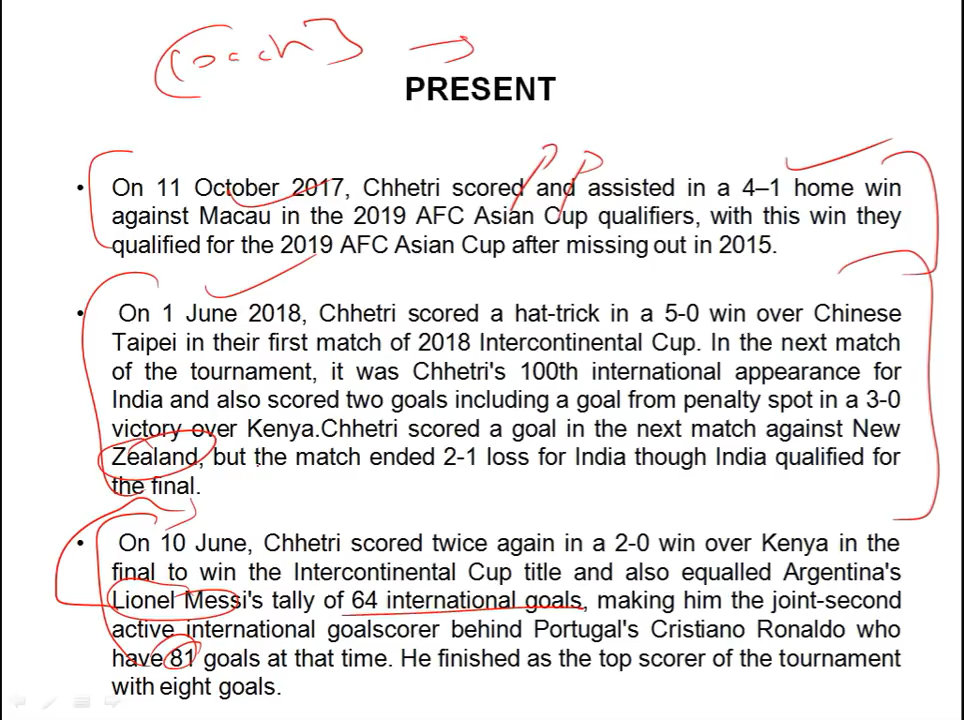 (Coach) →
PRESENT
• On 11 October 2017, Chhetri scored and assisted in a 4–1 home win
against Macau in the 2019 AFC Asian Cup qualifiers, with this win they
qualified for the 2019 AFC Asian Cup after missing out in 2015.
• On 1 June 2018, Chhetri scored a hat-trick in a 5-0 win over Chinese
Taipei in their first match of 2018 Intercontinental Cup. In the next match
of the tournament, it was Chhetri's 100th international appearance for
India and also scored two goals including a goal from penalty spot in a 3-0
victory over Kenya.Chhetri scored a goal in the next match against New
Zealand, but the match ended 2-1 loss for India though India qualified for
the final.
• On 10 June, Chhetri scored twice again in a 2-0 win over Kenya in the
final to win the Intercontinental Cup title and also equalled Argentina's
Lionel Messi's tally of 64 international goals, making him the joint-second
active international goalscorer behind Portugal's Cristiano Ronaldo who
have 81 goals at that time. He finished as the top scorer of the tournament
with eight goals.